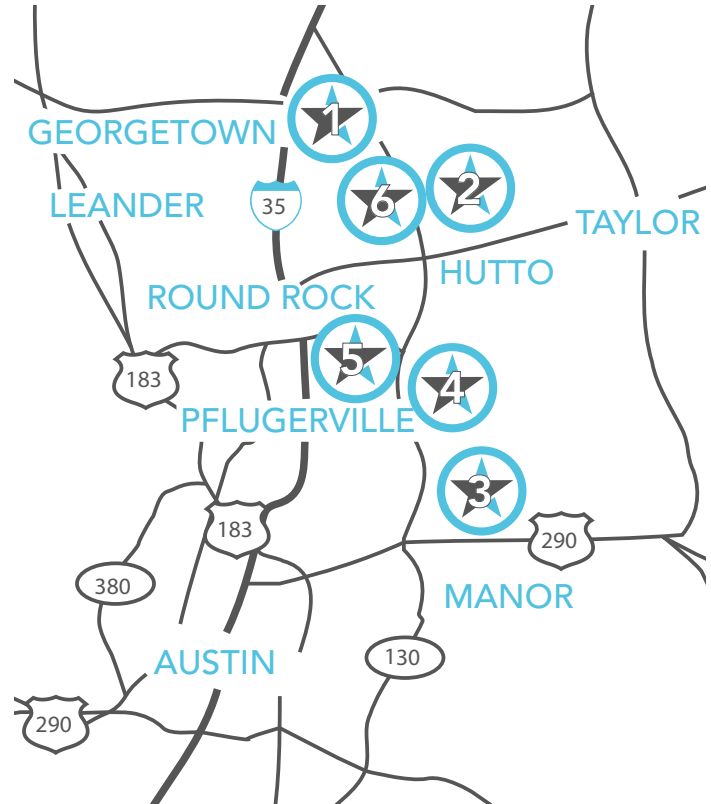 1
GEORGETOWN
2
6
LEANDER
35
TAYLOR
HUTTO
ROUND ROCK
5
183
4
PFLUGERVILLE
3
183
290
380
MANOR
130
AUSTIN
290